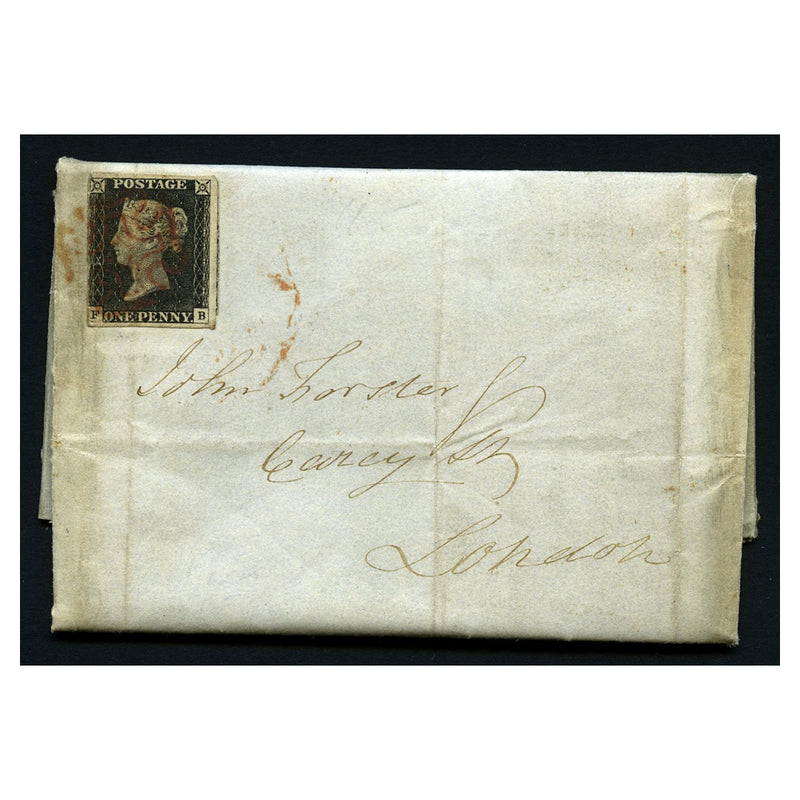 POSTAGE
F ONE PENNY. B
John Forster
Carey St
London